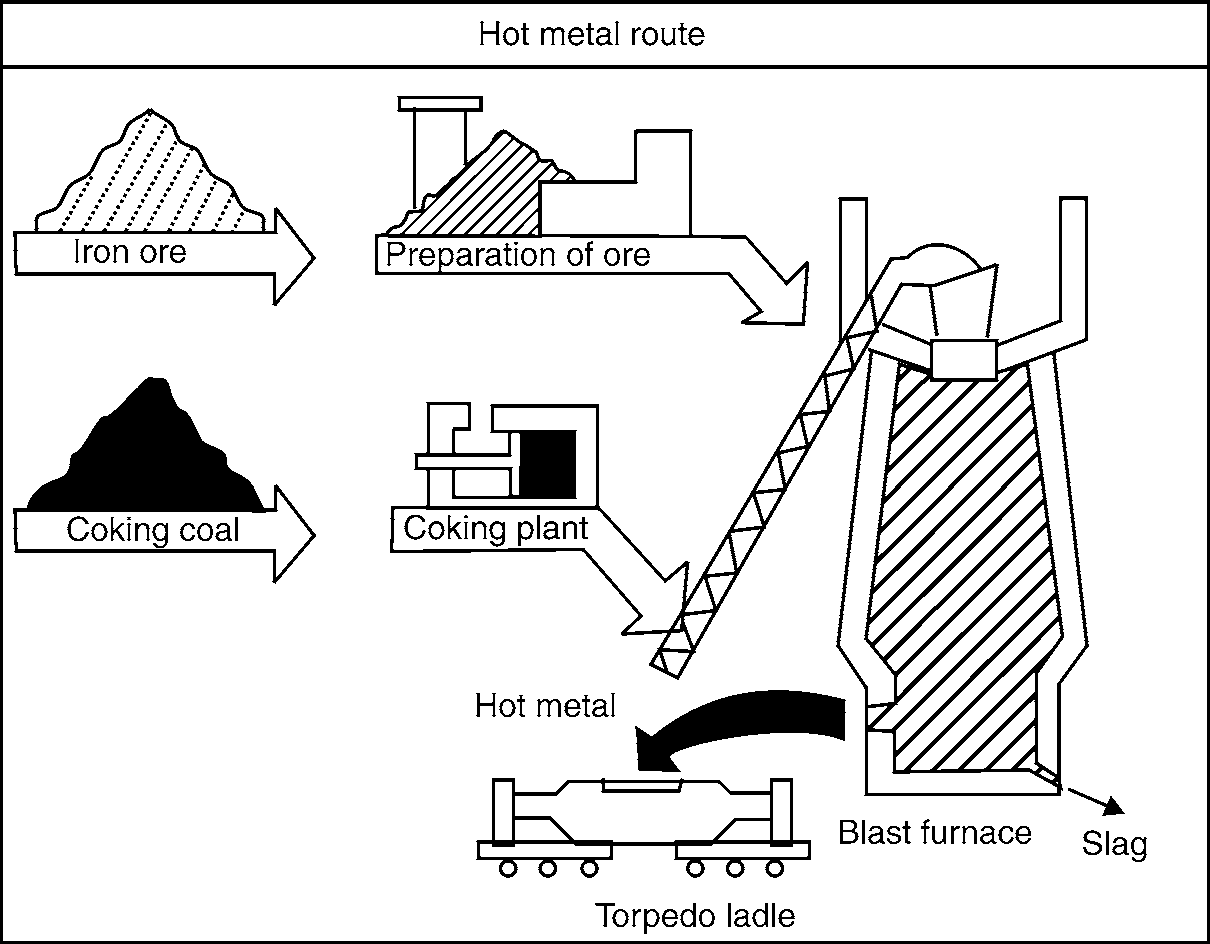 Hot metal route
Iron ore
Preparation of ore
Coking coal
Coking plant
Hot metal
Blast furnace
Slag
Torpedo ladle